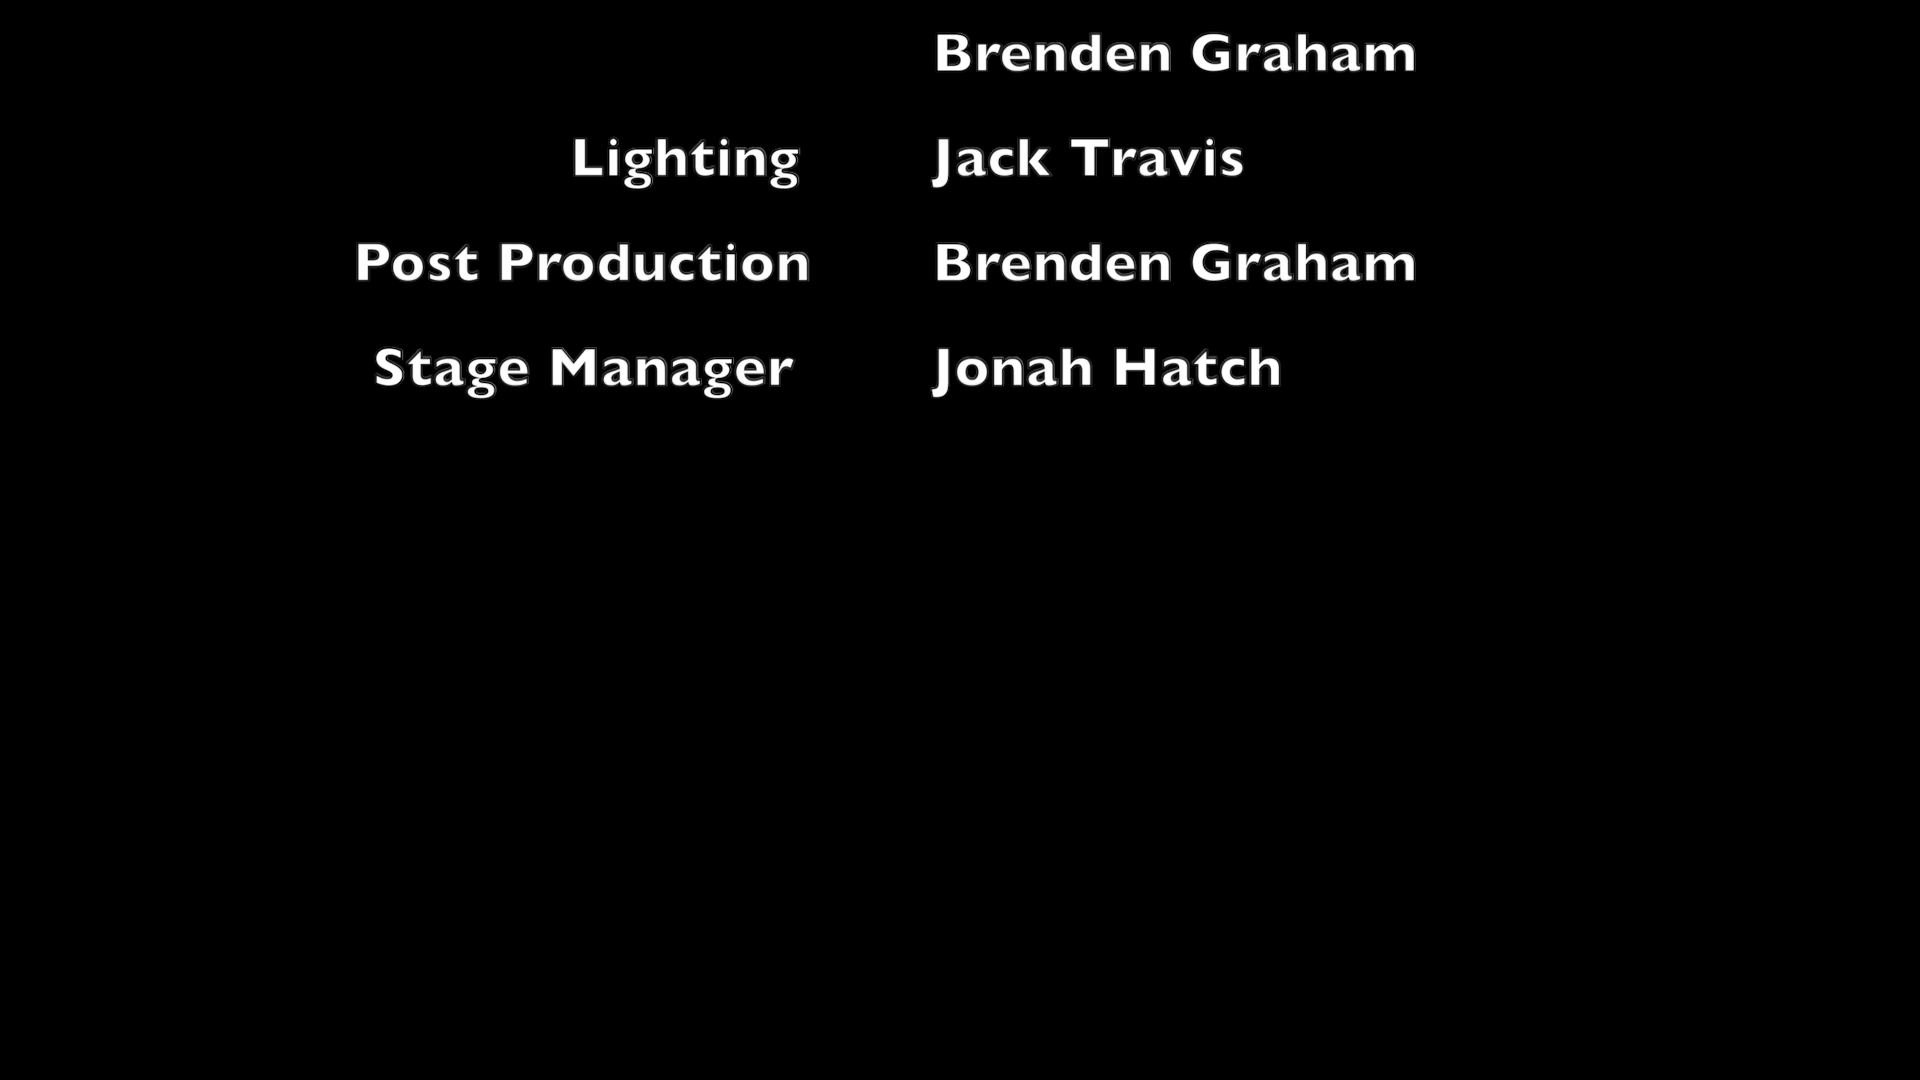 Brenden Graham
Lighting Jack Travis
Post Production Brenden Graham
Stage Manager Jonah Hatch